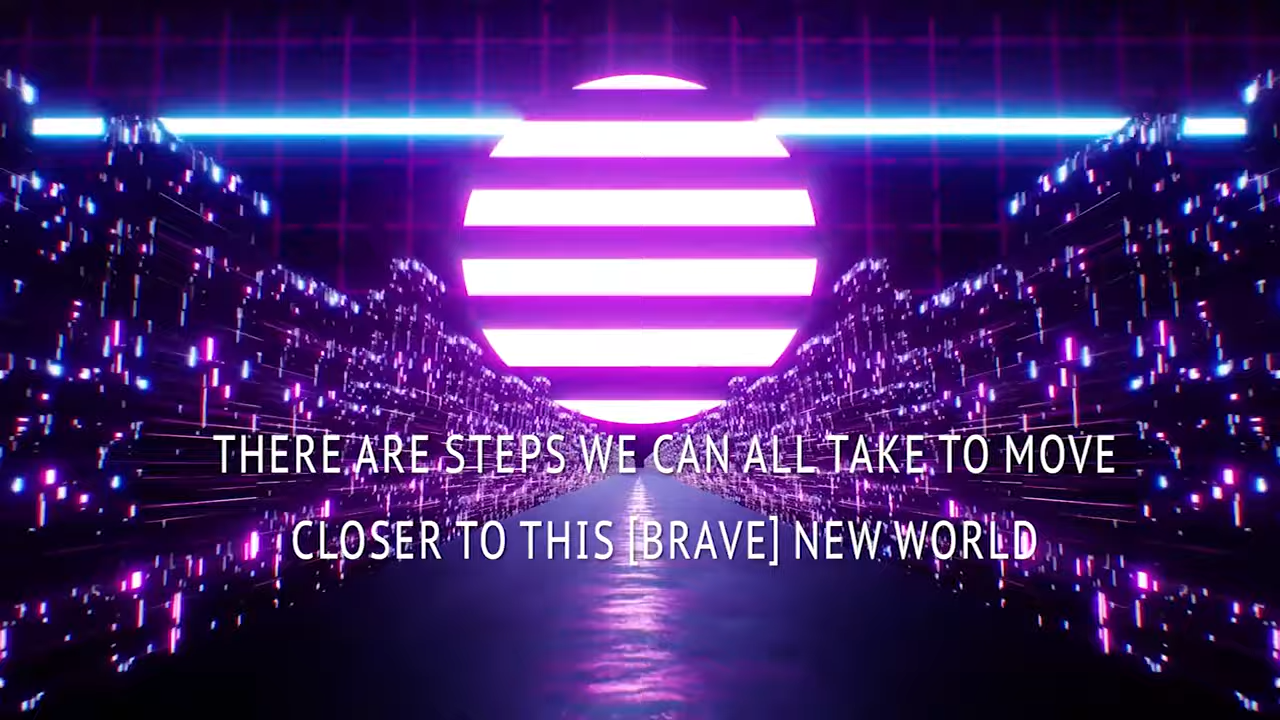 THERE ARE STEPS WE CAN ALL TAKE TO MOVE
CLOSER TO THIS [BRAVE] NEW WORLD